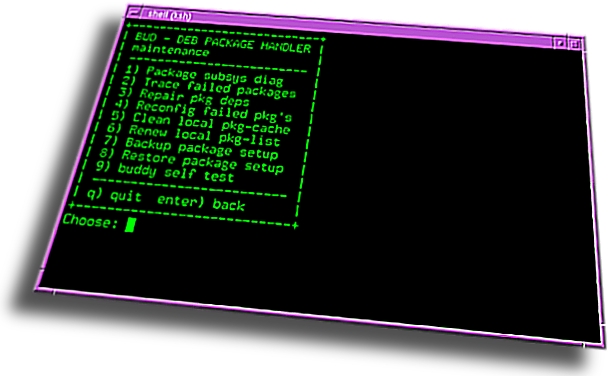 shell (ksh)
BUD - DEB PACKAGE HANDLER
maintenance
1) Package subsys diag
2) Trace failed packages
3) Repair pkg deps
4) Reconfig failed pkg's
5) Clean local pkg-cache
6) Renew local pkg-list
7) Backup package setup
8) Restore package setup
9) buddy self test
q) quit  enter) back
Choose: